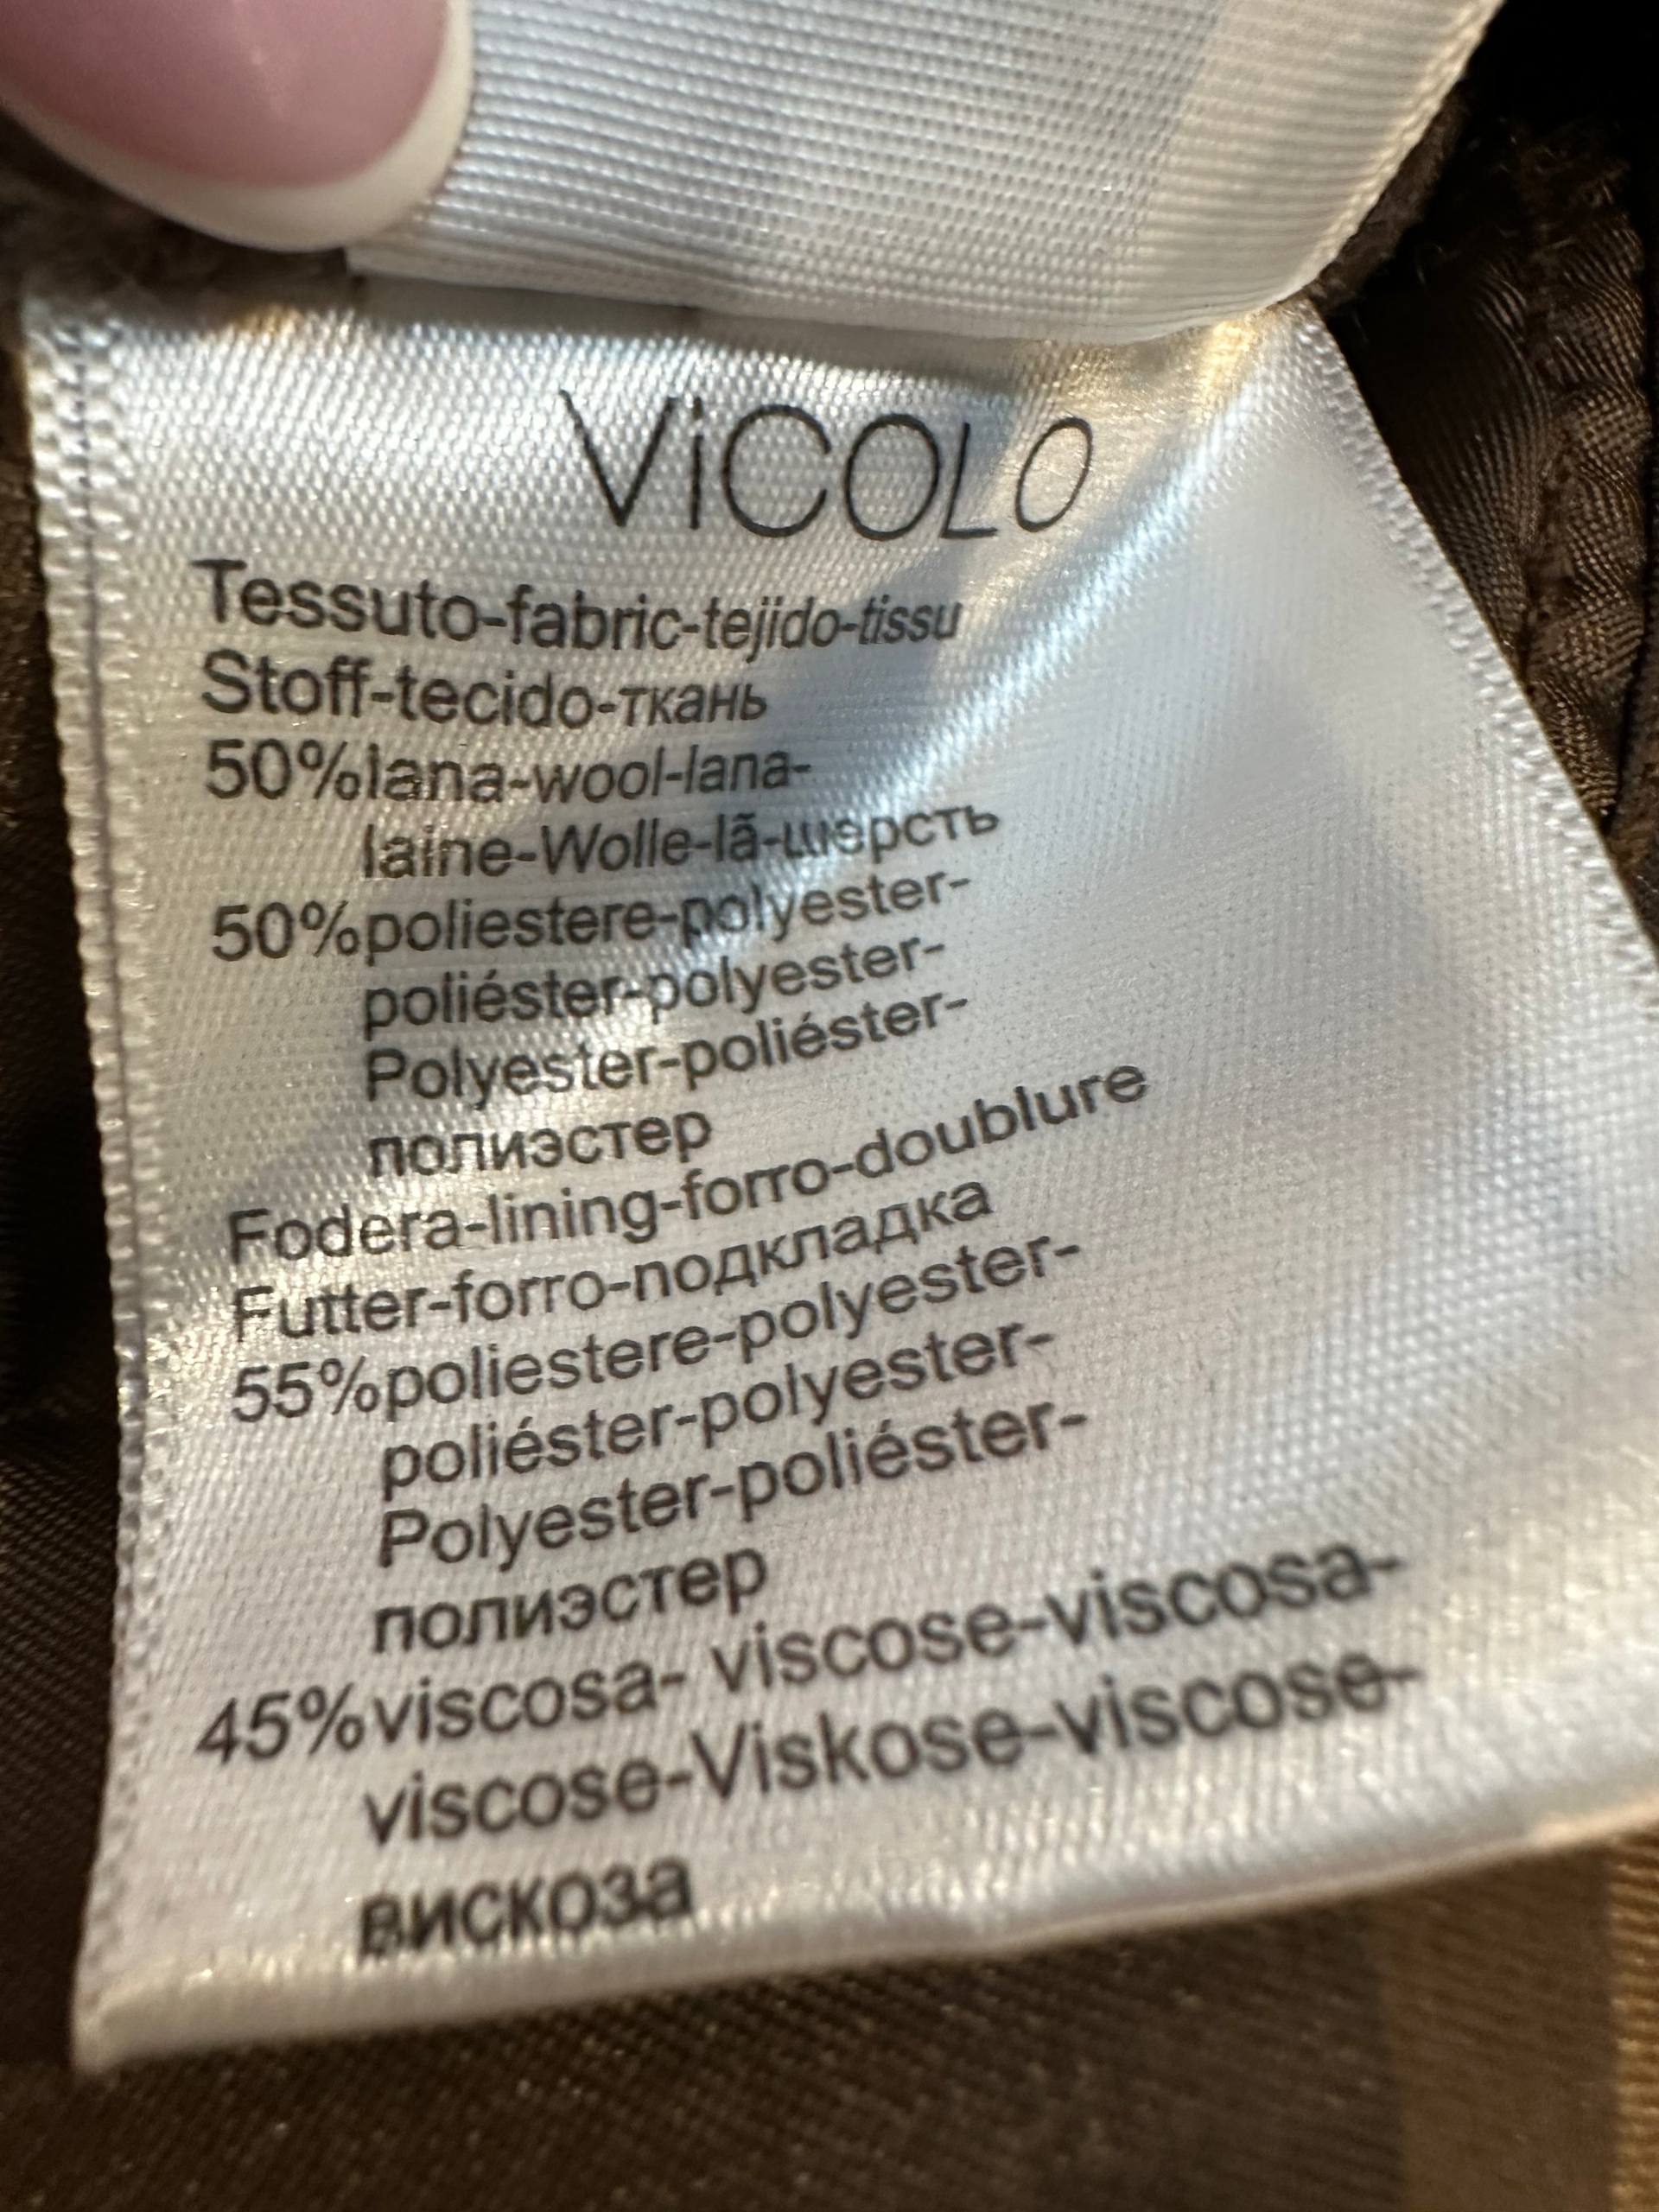 ViCOLO
Tessuto-fabric-tejido-tissu
Stoff-tecido-ткань
50%lana-wool-lana-
laine-Wolle-lã-шерсть
50%poliestere-polyester-
poliéster-polyester-
Polyester-poliéster-
полиэстер
Fodera-lining-forro-doublure
Futter-forro-подкладка
55%poliestere-polyester-
poliéster-polyester-
Polyester-poliéster-
полиэстер
45%viscosa- viscose-viscosa-
viscose-Viskose-viscose-
вискоза